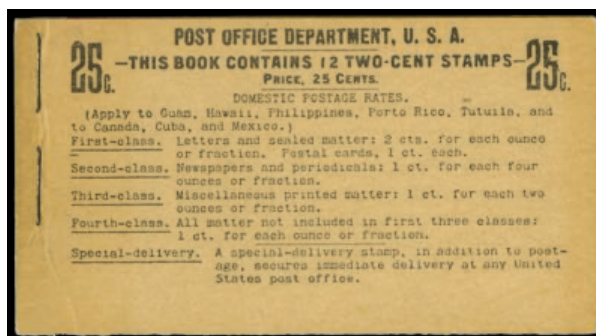 POST OFFICE DEPARTMENT, U. S. A.
25c. —THIS BOOK CONTAINS 12 TWO-CENT STAMPS— 25c.
PRICE, 25 CENTS.
DOMESTIC POSTAGE RATES.
(Apply to Guam, Hawaii, Philippines, Porto Rico, Tutuila, and
to Canada, Cuba, and Mexico.)
First-class. Letters and sealed matter: 2 cts. for each ounce
or fraction. Postal cards, 1 ct. each.
Second-class. Newspapers and periodicals: 1 ct. for each four
ounces or fraction.
Third-class. Miscellaneous printed matter: 1 ct. for each two
ounces or fraction.
Fourth-class. All matter not included in first three classes:
1 ct. for each ounce or fraction.
Special-delivery. A special-delivery stamp, in addition to post-
age, secures immediate delivery at any United
States post office.